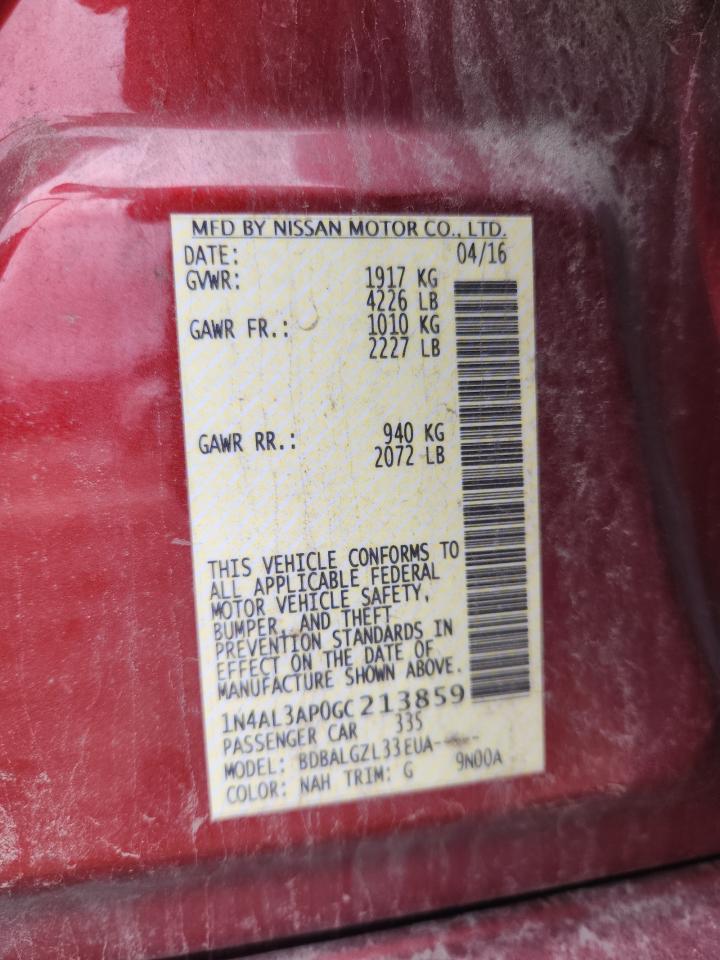 MFD BY NISSAN MOTOR CO., LTD.
DATE: 04/16
GVWR: 1917 KG
4226 LB
GAWR FR.: 1010 KG
2227 LB
GAWR RR.: 940 KG
2072 LB
THIS VEHICLE CONFORMS TO
ALL APPLICABLE FEDERAL
MOTOR VEHICLE SAFETY,
BUMPER, AND THEFT
PREVENTION STANDARDS IN
EFFECT ON THE DATE OF
MANUFACTURE SHOWN ABOVE.
1N4AL3AP0GC213859
PASSENGER CAR 335
MODEL: BDBALGZL33EUA-----
COLOR: NAH TRIM: G 9N00A